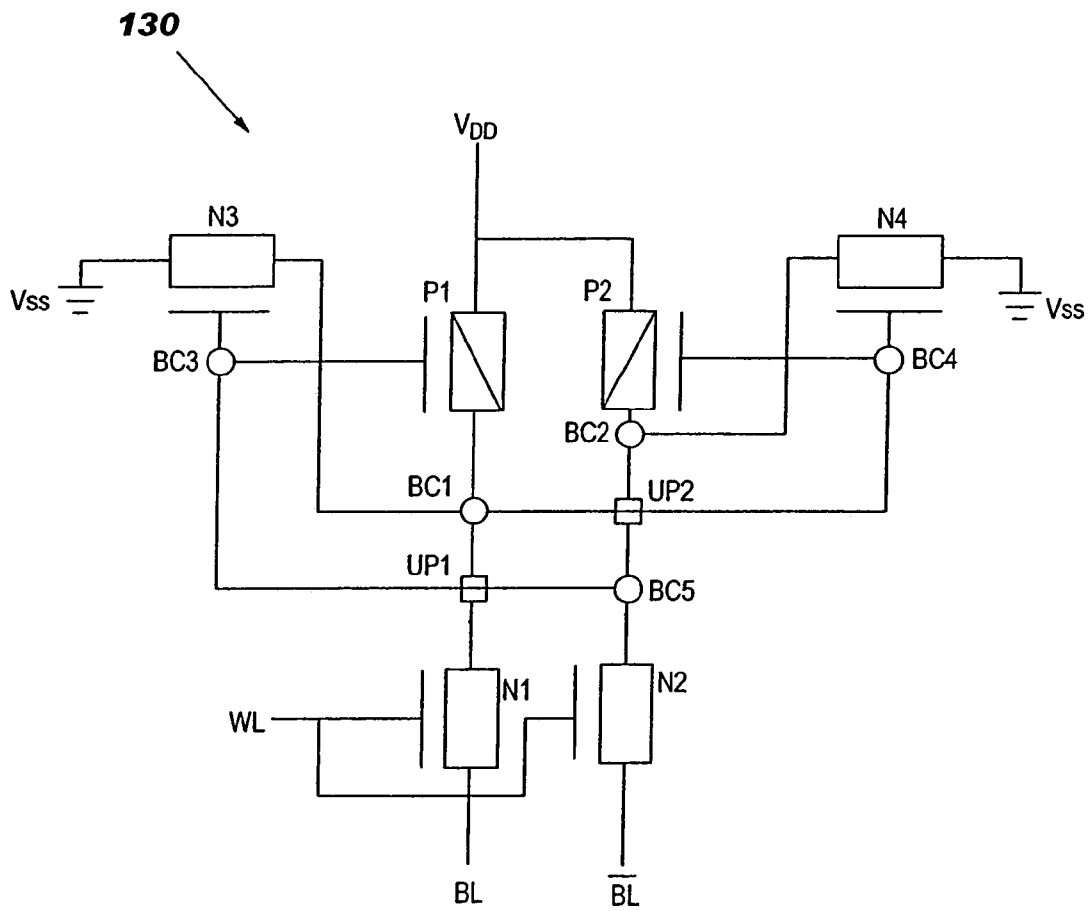 130
VDD
N3
N4
VSS
P1
P2
VSS
BC3
BC4
BC2
BC1
UP2
UP1
BC5
N1
N2
WL
BL
B̅L̅